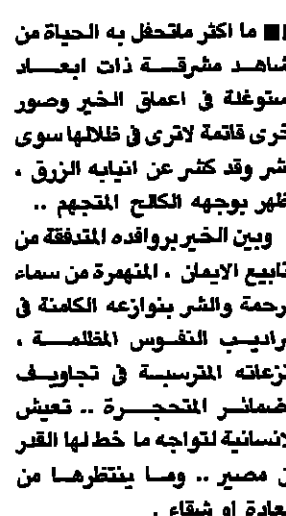 ■■ ما اكثر ماتحفل به الحياة من
شاهد مشرقة ذات ابعاد
ستوغلة في اعماق الخير وصور
خرى قاتمة لاترى في ظلالها سوى
شر وقد كشر عن انيابه الزرق .
ظهر بوجهه الكالح المتجهم ..
وبين الخير بروافده المتدفقة من
نابيع الايمان . المنهمرة من سماء
رحمة والشر بنوازعه الكامنة في
راديب النفوس المظلمة .
نزعاته المترسبة في تجاويف
ضمائر المتحجرة .. تعيش
لانسانية لتواجه ما خط لها القدر
ن مصير .. وما ينتظرها من
عادة او شقاء .